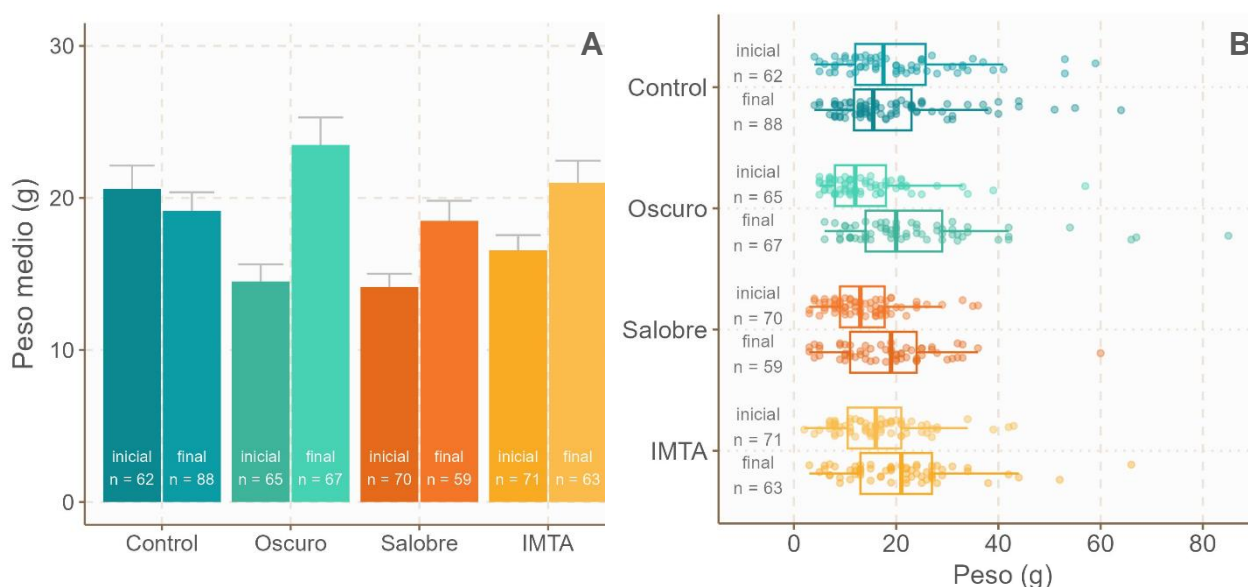 A
Peso medio (g)
30
20
10
0
inicial
n = 62
final
n = 88
inicial
n = 65
final
n = 67
inicial
n = 70
final
n = 59
inicial
n = 71
final
n = 63
Control
Oscuro
Salobre
IMTA
B
Control
inicial
n = 62
final
n = 88
Oscuro
inicial
n = 65
final
n = 67
Salobre
inicial
n = 70
final
n = 59
IMTA
inicial
n = 71
final
n = 63
0
20
40
60
80
Peso (g)